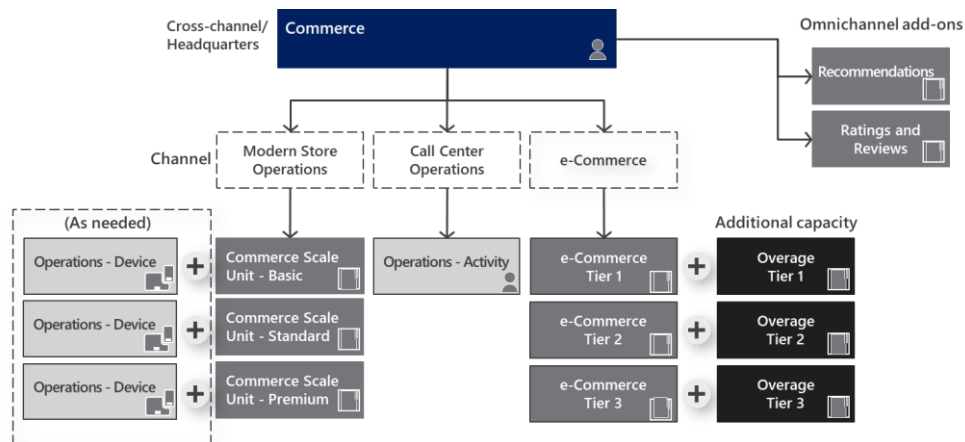 Cross-channel/
Headquarters
Commerce
Omnichannel add-ons
Recommendations
Ratings and
Reviews
Channel
Modern Store
Operations
Call Center
Operations
e-Commerce
(As needed)
Additional capacity
Operations - Device
Commerce Scale
Unit - Basic
Operations - Activity
e-Commerce
Tier 1
Overage
Tier 1
Operations - Device
Commerce Scale
Unit - Standard
e-Commerce
Tier 2
Overage
Tier 2
Operations - Device
Commerce Scale
Unit - Premium
e-Commerce
Tier 3
Overage
Tier 3